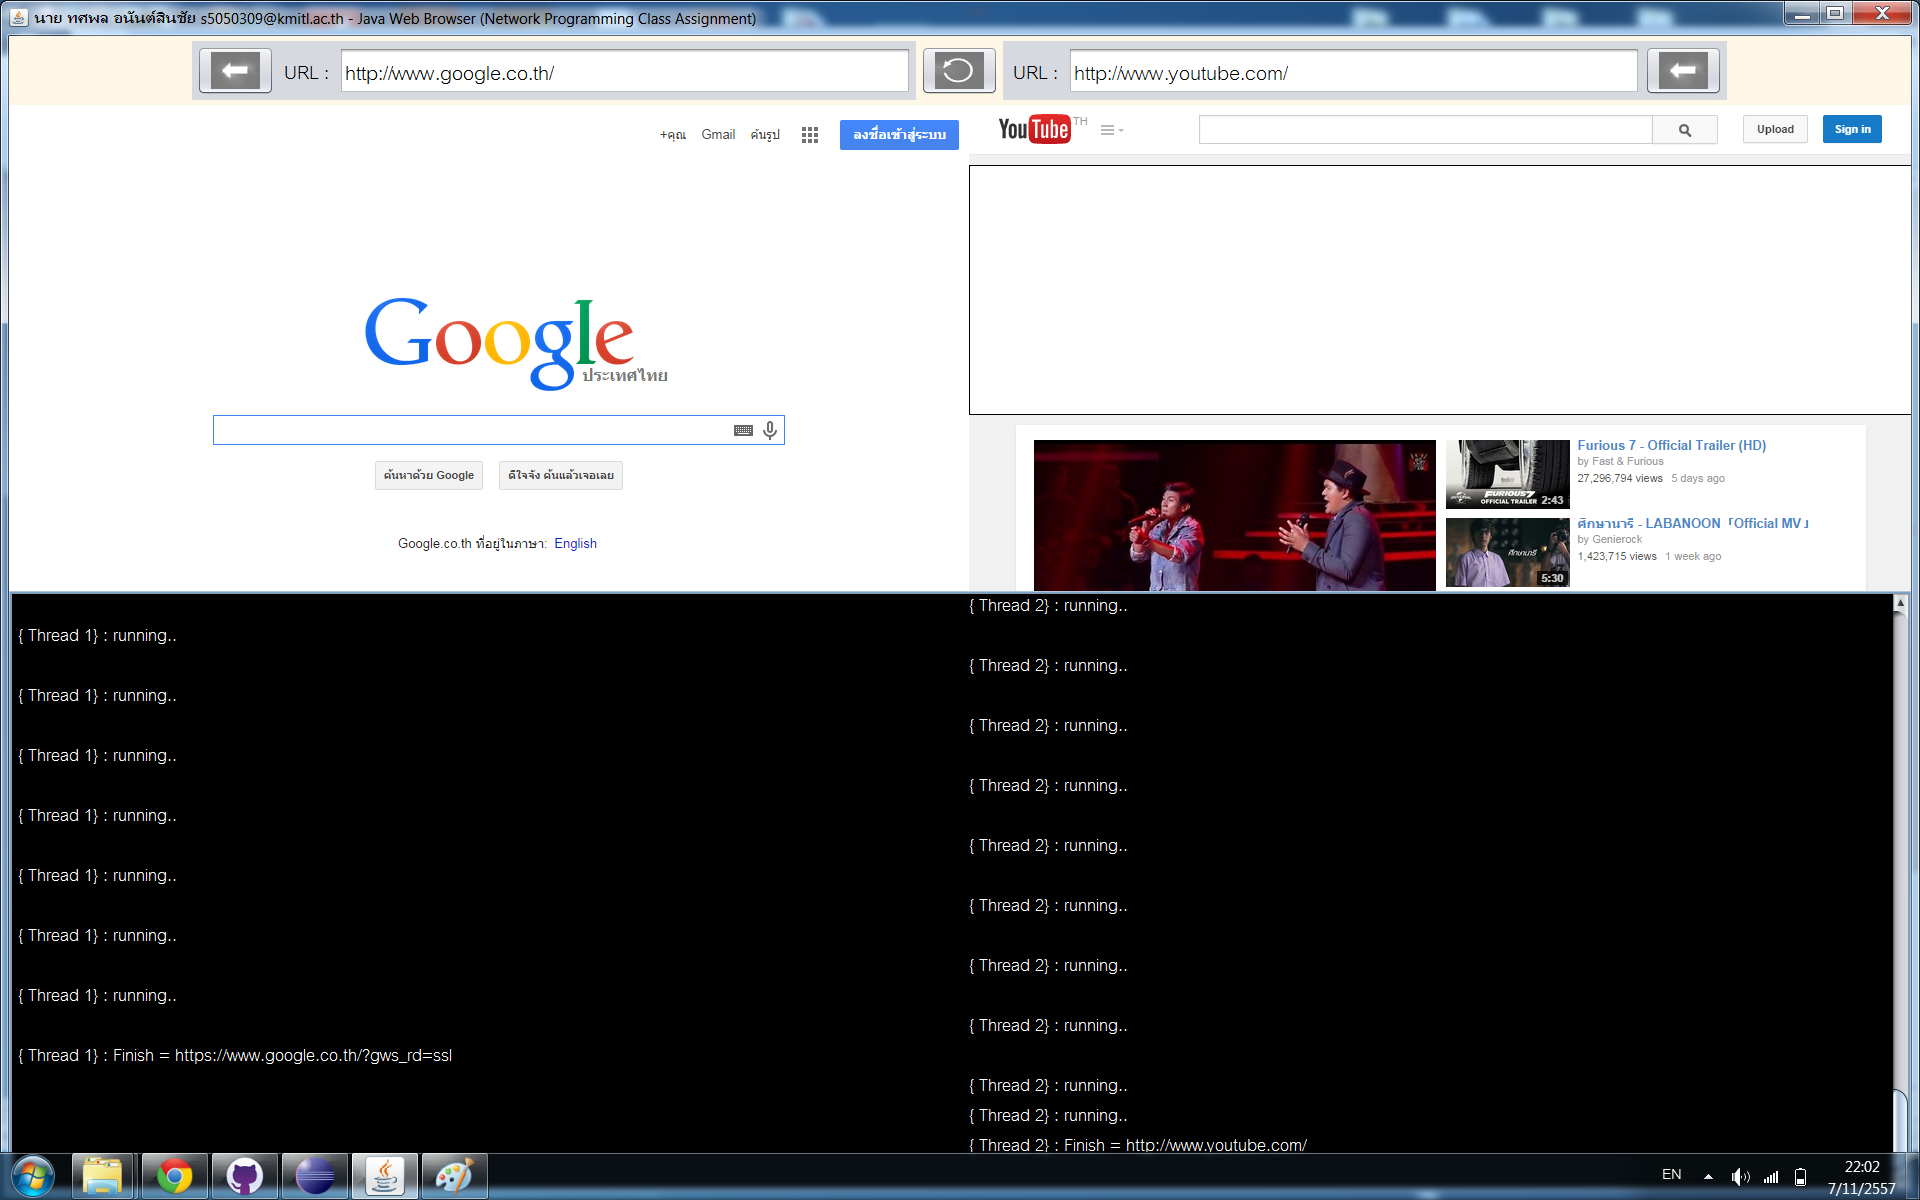 นาย ทศพล อนันต์สินชัย s5050309@kmitl.ac.th - Java Web Browser (Network Programming Class Assignment)
URL : http://www.google.co.th/
URL : http://www.youtube.com/
+คุณ Gmail ค้นรูป ลงชื่อเข้าสู่ระบบ
YouTube TH
Upload Sign in
Google
ประเทศไทย
ค้นหาด้วย Google ดีใจจัง ค้นแล้วเจอเลย
Google.co.th ที่อยู่ในภาษา: English
FURIOUS 7
OFFICIAL TRAILER 2:43
Furious 7 - Official Trailer (HD)
by Fast & Furious
27,296,794 views 5 days ago
ศึกษานารี
5:30
ศึกษานารี - LABANOON「Official MV」
by Genierock
1,423,715 views 1 week ago
{ Thread 1} : running..
{ Thread 1} : running..
{ Thread 1} : running..
{ Thread 1} : running..
{ Thread 1} : running..
{ Thread 1} : running..
{ Thread 1} : running..
{ Thread 1} : Finish = https://www.google.co.th/?gws_rd=ssl
{ Thread 2} : running..
{ Thread 2} : running..
{ Thread 2} : running..
{ Thread 2} : running..
{ Thread 2} : running..
{ Thread 2} : running..
{ Thread 2} : running..
{ Thread 2} : running..
{ Thread 2} : running..
{ Thread 2} : running..
{ Thread 2} : Finish = http://www.youtube.com/
EN
22:02
7/11/2557